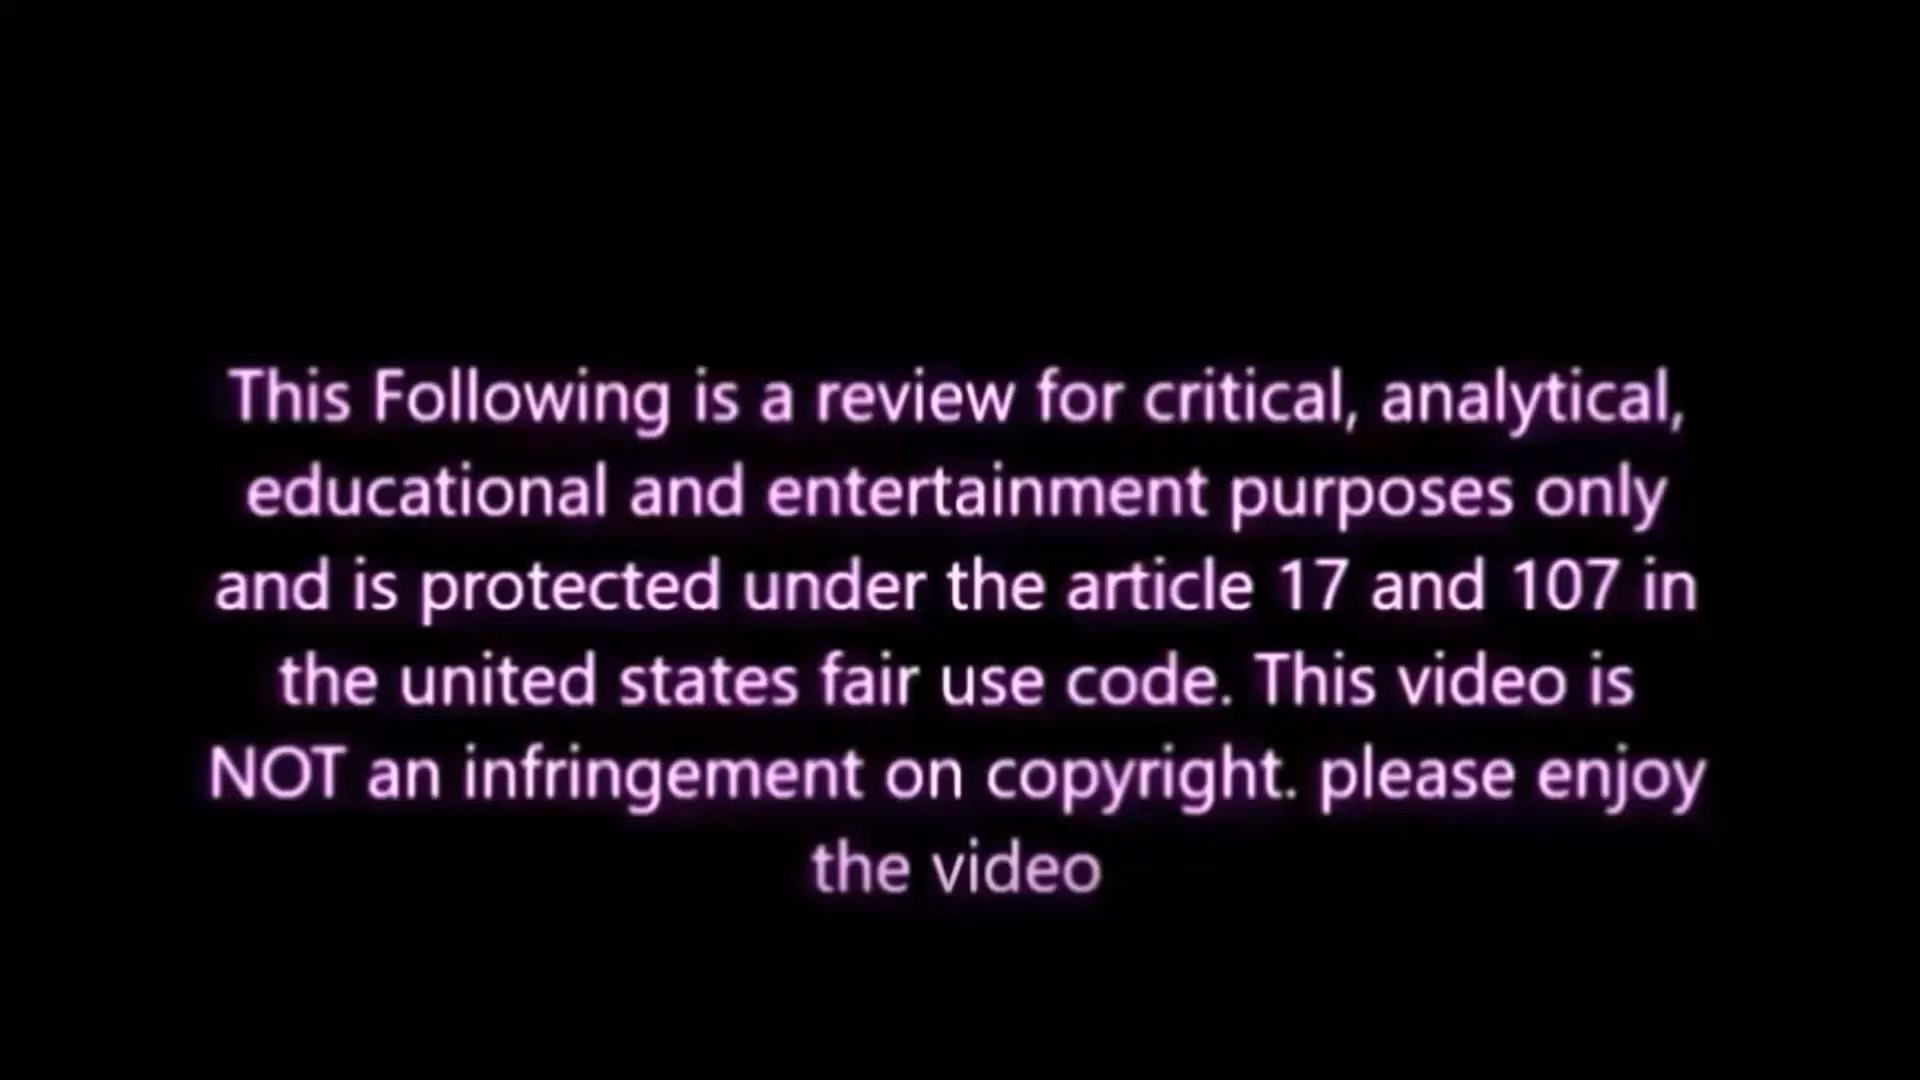 This Following is a review for critical, analytical,
educational and entertainment purposes only
and is protected under the article 17 and 107 in
the united states fair use code. This video is
NOT an infringement on copyright. please enjoy
the video